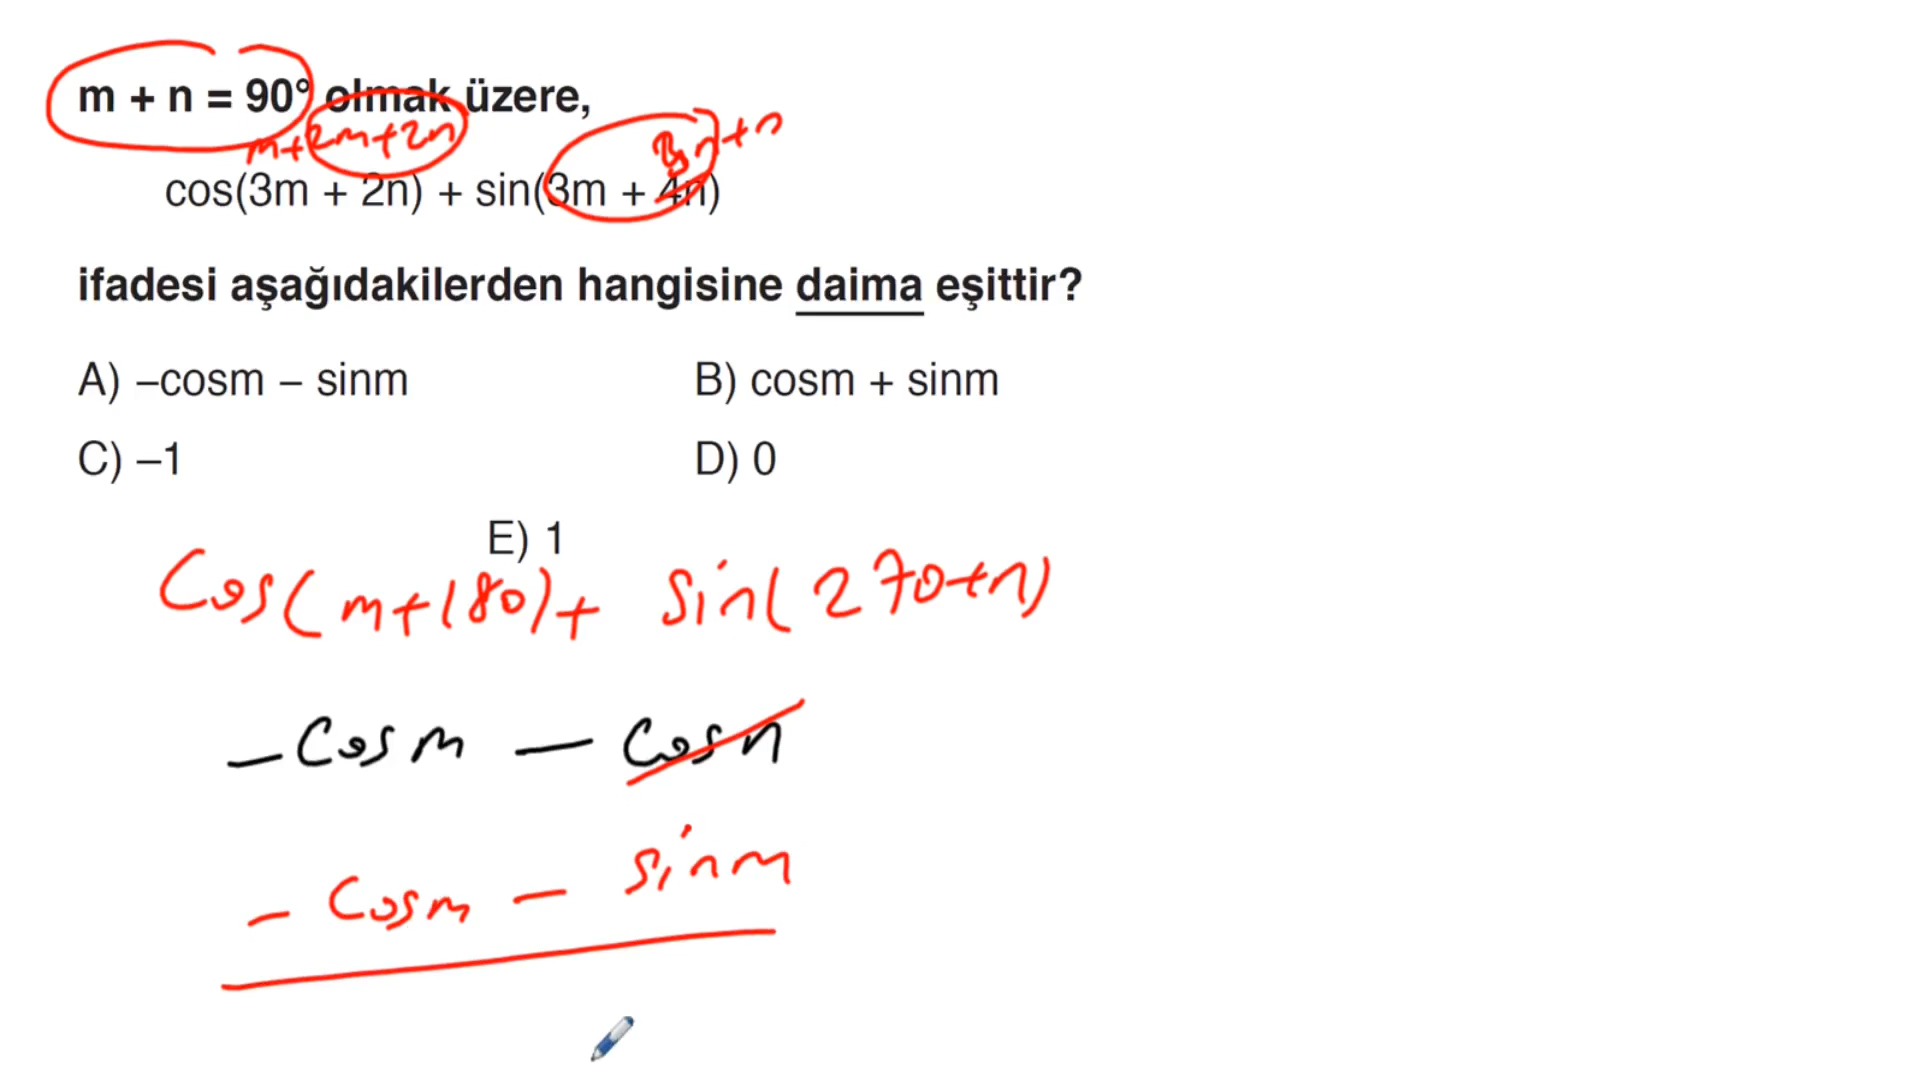 m + n = 90° olmak üzere,
m+2m+2n 3n+n
cos(3m + 2n) + sin(3m + 4n)
ifadesi aşağıdakilerden hangisine daima eşittir?
A) –cosm – sinm B) cosm + sinm
C) –1 D) 0
E) 1
Cos(m+180)+ sin(270+n)
– Cosm – Cosn
– Cosm – sinm